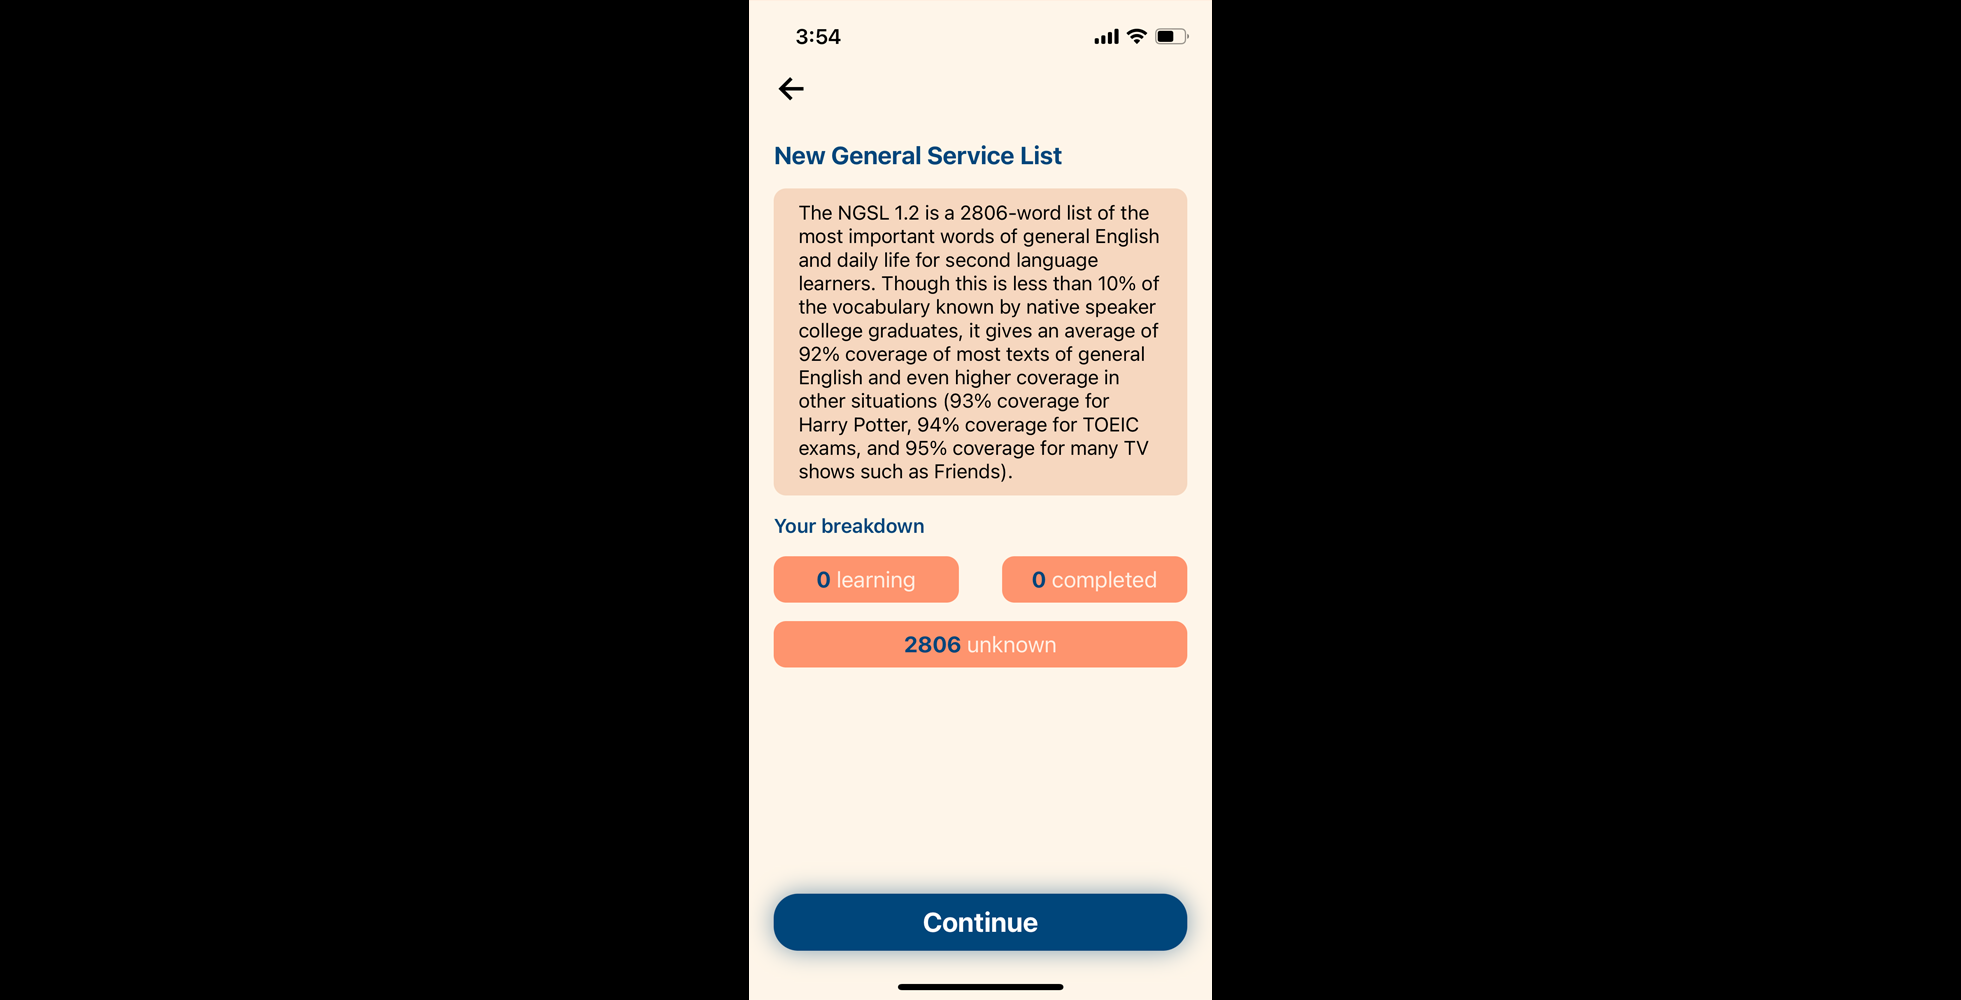 3:54
New General Service List
The NGSL 1.2 is a 2806-word list of the
most important words of general English
and daily life for second language
learners. Though this is less than 10% of
the vocabulary known by native speaker
college graduates, it gives an average of
92% coverage of most texts of general
English and even higher coverage in
other situations (93% coverage for
Harry Potter, 94% coverage for TOEIC
exams, and 95% coverage for many TV
shows such as Friends).
Your breakdown
0 learning
0 completed
2806 unknown
Continue